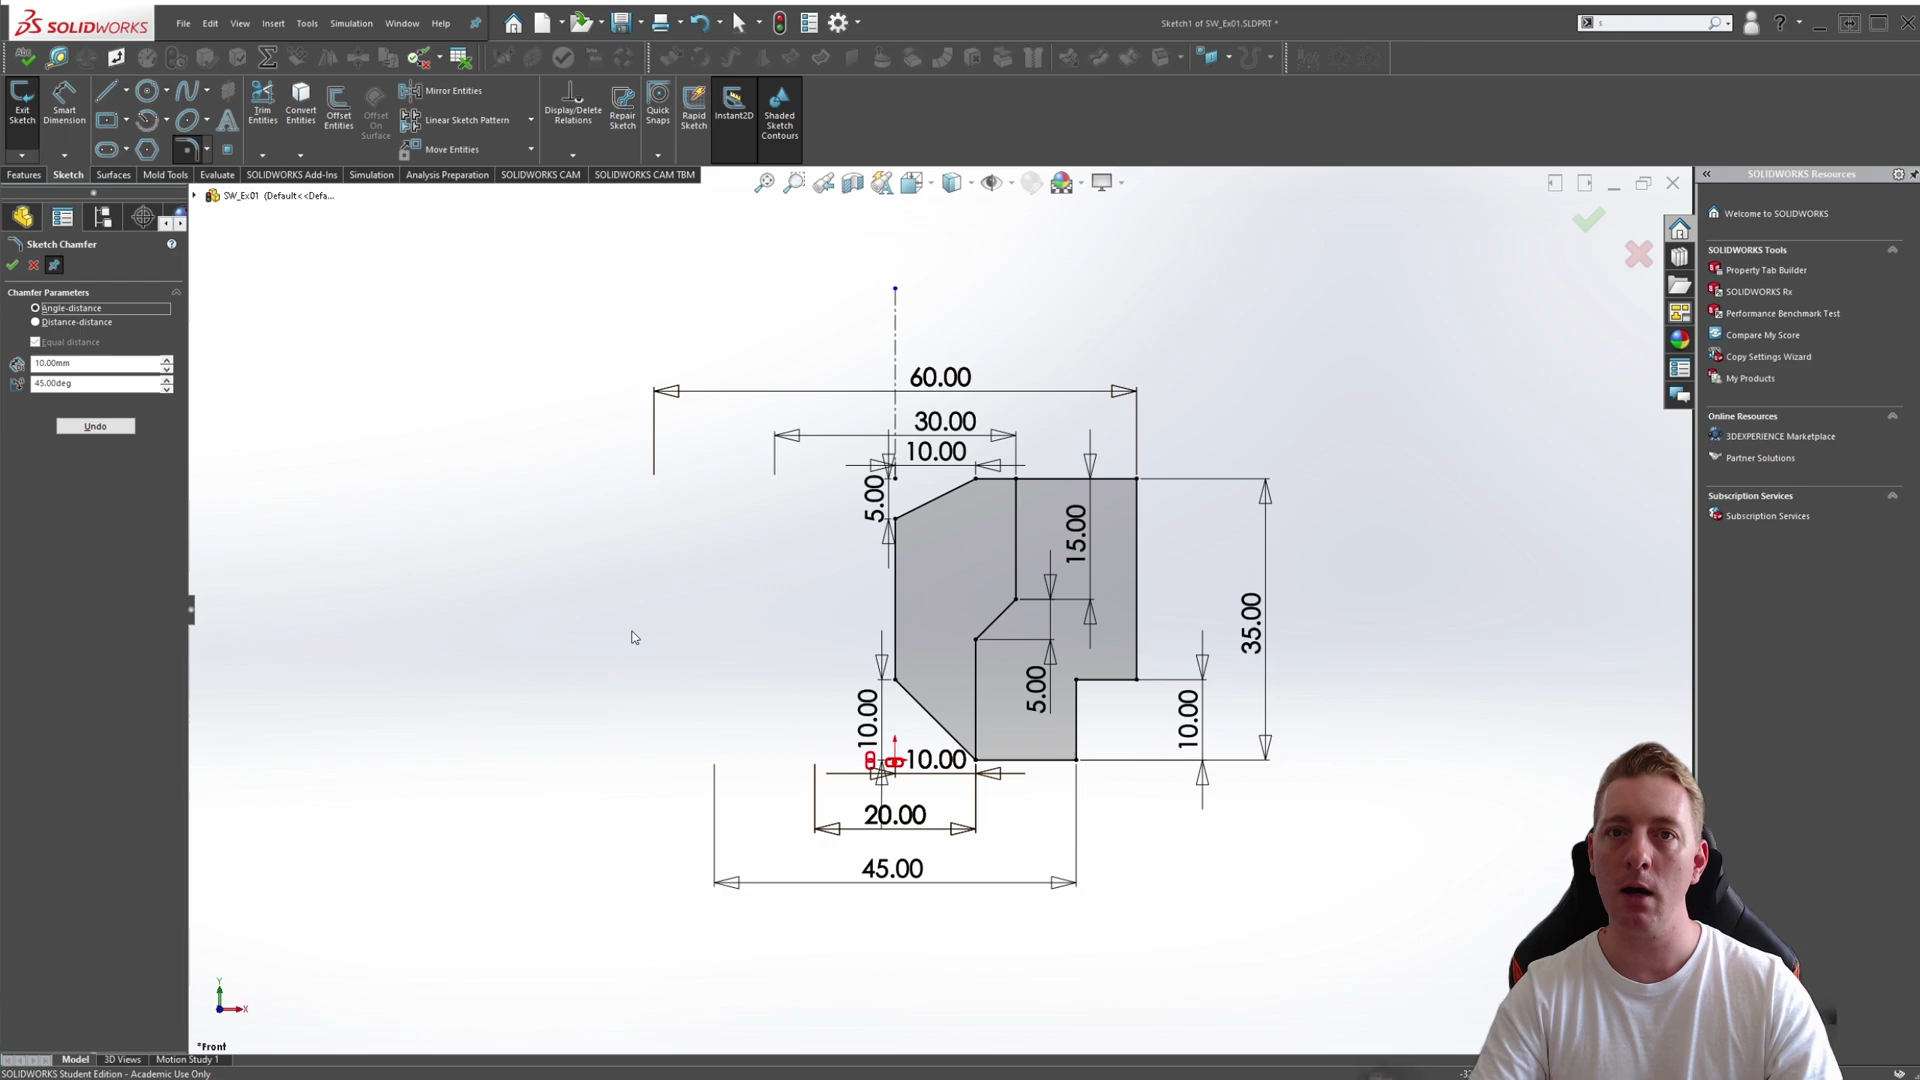 SOLIDWORKS
File Edit View Insert Tools Simulation Window Help
Sketch1 of SW_Ex01.SLDPRT *
s
Exit Sketch
Smart Dimension
Trim Entities
Convert Entities
Offset Entities
Offset On Surface
Mirror Entities
Linear Sketch Pattern
Move Entities
Display/Delete Relations
Repair Sketch
Quick Snaps
Rapid Sketch
Instant2D
Shaded Sketch Contours
Features Sketch Surfaces Mold Tools Evaluate SOLIDWORKS Add-Ins Simulation Analysis Preparation SOLIDWORKS CAM SOLIDWORKS CAM TBM
SW_Ex01 (Default<<Defa...
Sketch Chamfer
Chamfer Parameters
Angle-distance
Distance-distance
Equal distance
10.00mm
45.00deg
Undo
60.00
30.00
10.00
5.00
15.00
35.00
5.00
10.00
10.00
10.00
20.00
45.00
Y
X
*Front
SOLIDWORKS Resources
Welcome to SOLIDWORKS
SOLIDWORKS Tools
Property Tab Builder
SOLIDWORKS Rx
Performance Benchmark Test
Compare My Score
Copy Settings Wizard
My Products
Online Resources
3DEXPERIENCE Marketplace
Partner Solutions
Subscription Services
Subscription Services
Model 3D Views Motion Study 1
SOLIDWORKS Student Edition - Academic Use Only